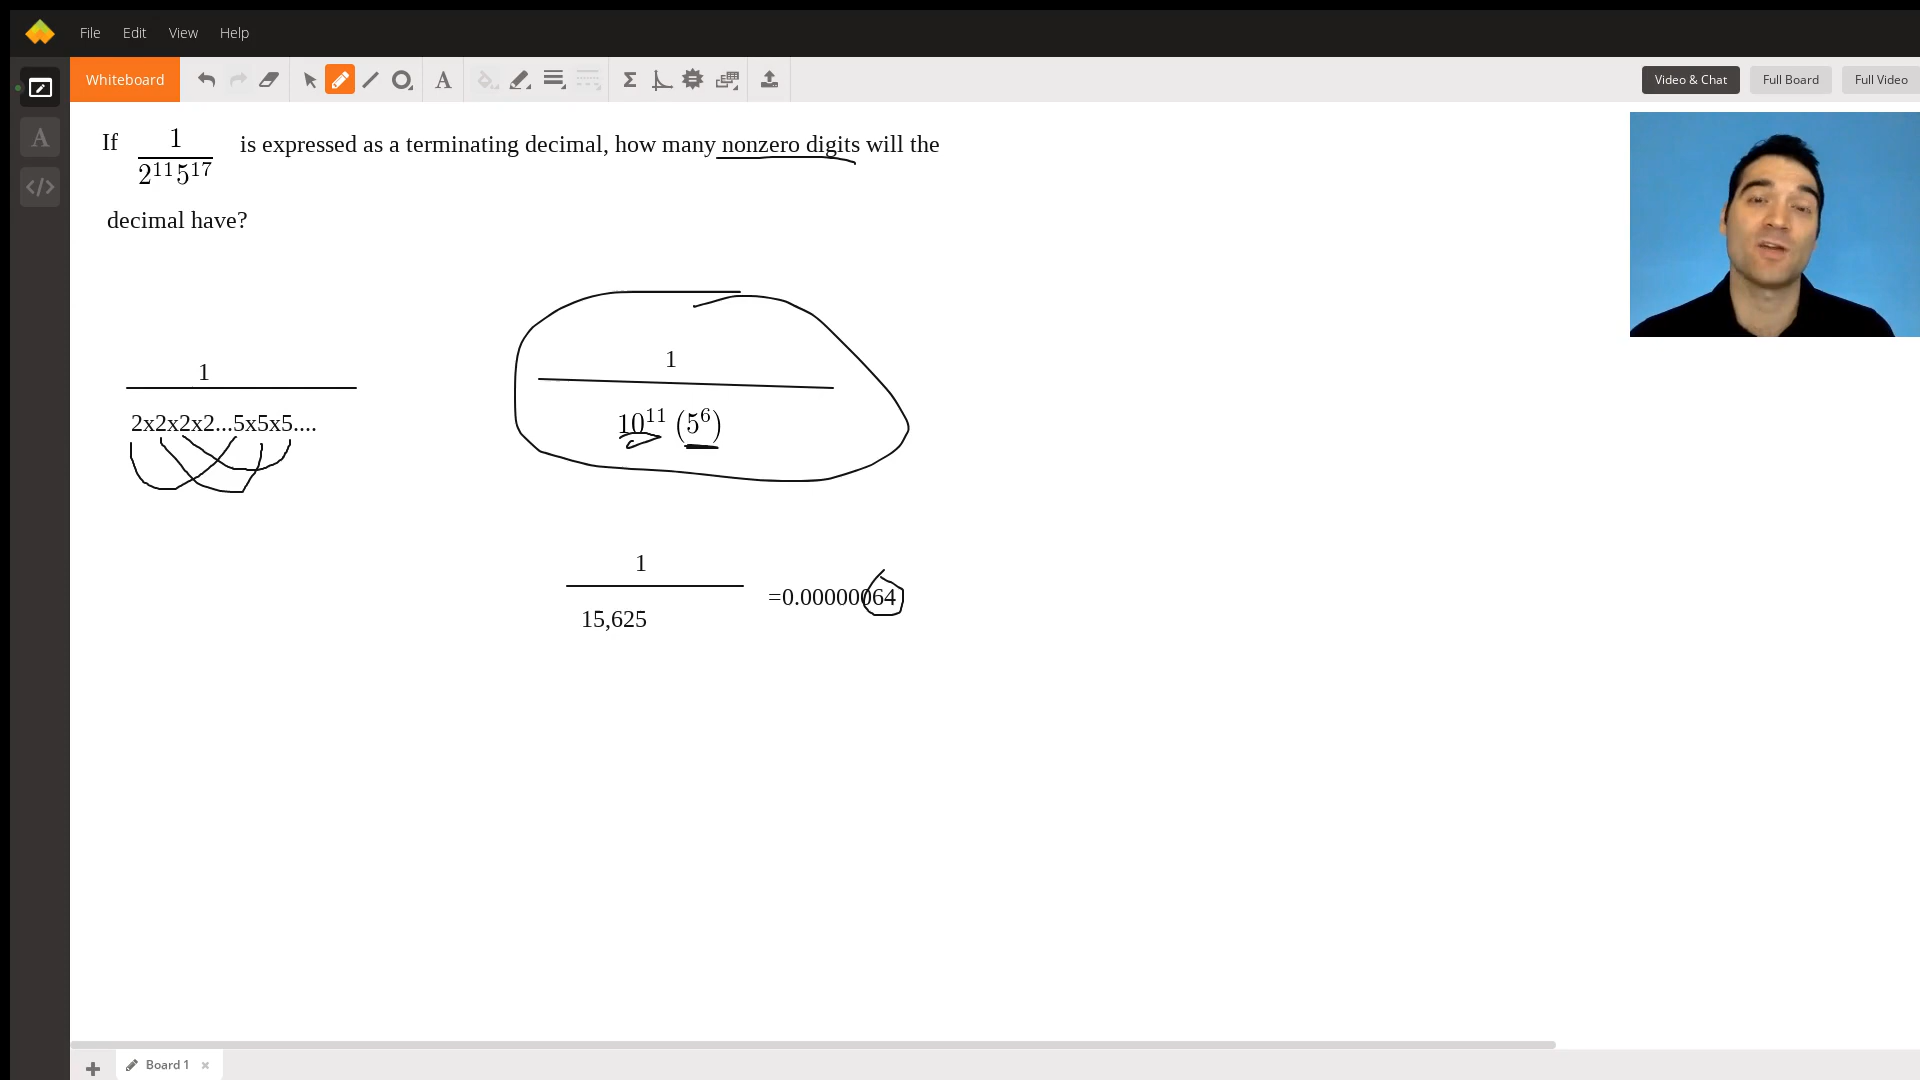 File Edit View Help
Whiteboard A Σ Video & Chat Full Board Full Video
A
</>
If 1 / 2^11 5^17 is expressed as a terminating decimal, how many nonzero digits will the
decimal have?
1
2x2x2x2...5x5x5....
1
10^11 (5^6)
1
15,625
=0.00000064
Board 1